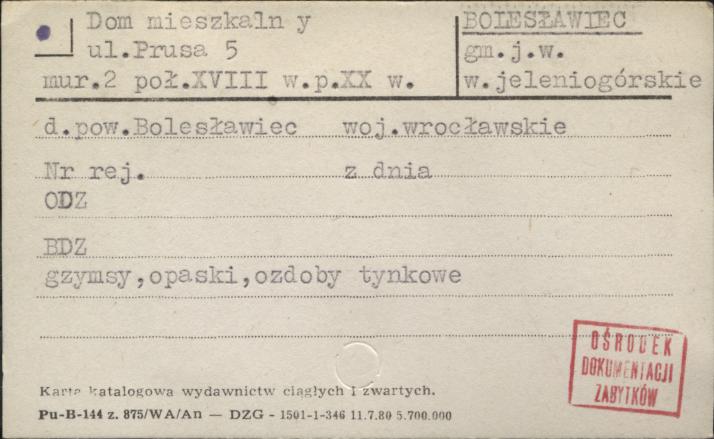 Dom mieszkaln y
ul.Prusa 5
mur.2 poł.XVIII w.p.XX w.
BOLESŁAWIEC
gm.j.w.
w.jeleniogórskie
d.pow.Bolesławiec woj.wrocławskie
Nr rej. z dnia
ODZ
BDZ
gzymsy,opaski,ozdoby tynkowe
OŚRODEK
DOKUMENTACJI
ZABYTKÓW
Karta katalogowa wydawnictw ciągłych i zwartych.
Pu-B-144 z. 875/WA/An — DZG - 1501-1-346 11.7.80 5.700.000